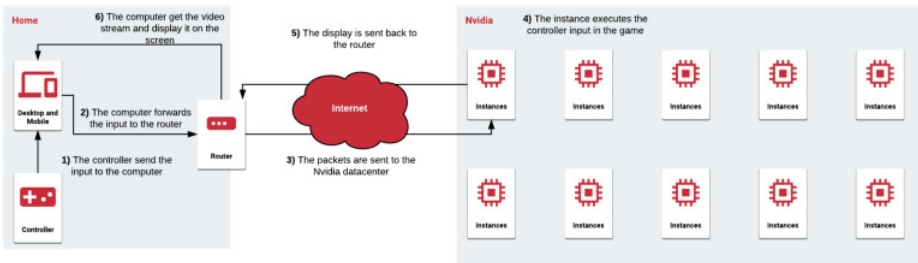 Home
6) The computer get the video
stream and display it on the
screen
Desktop and
Mobile
2) The computer forwards
the input to the router
1) The controller send the
input to the computer
Controller
Router
5) The display is sent back to
the router
Internet
3) The packets are sent to the
Nvidia datacenter
Nvidia
4) The instance executes the
controller input in the game
Instances
Instances
Instances
Instances
Instances
Instances
Instances
Instances
Instances
Instances